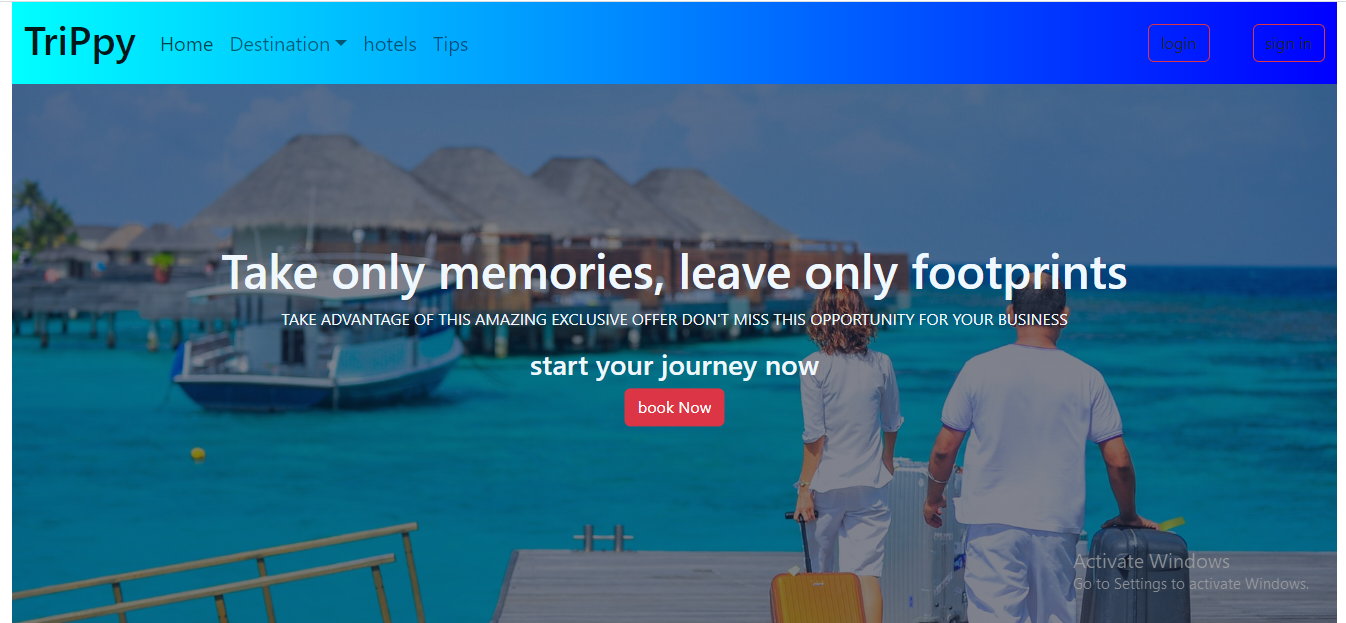 TriPpy Home Destination hotels Tips login sign in
Take only memories, leave only footprints
TAKE ADVANTAGE OF THIS AMAZING EXCLUSIVE OFFER DON'T MISS THIS OPPORTUNITY FOR YOUR BUSINESS
start your journey now
book Now
Activate Windows
Go to Settings to activate Windows.